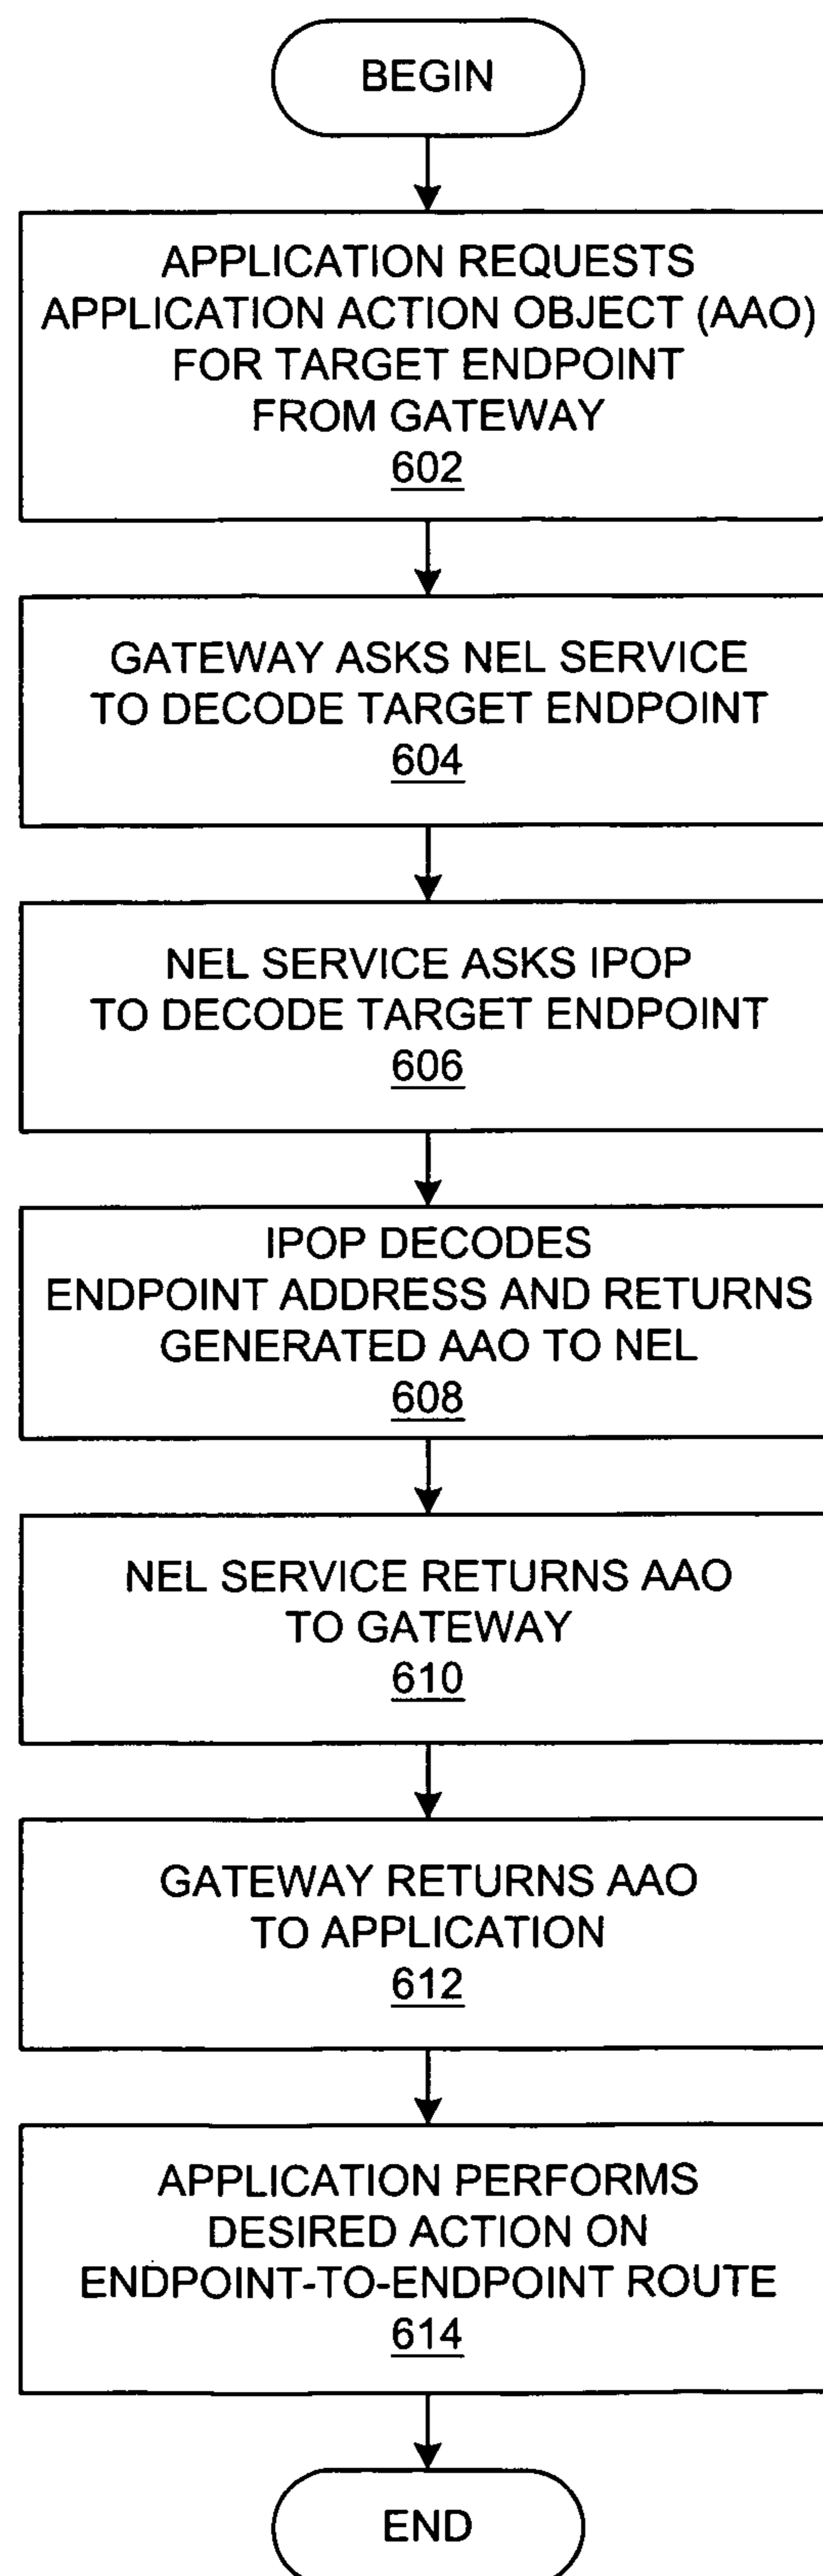 BEGIN
APPLICATION REQUESTS
APPLICATION ACTION OBJECT (AAO)
FOR TARGET ENDPOINT
FROM GATEWAY
602
GATEWAY ASKS NEL SERVICE
TO DECODE TARGET ENDPOINT
604
NEL SERVICE ASKS IPOP
TO DECODE TARGET ENDPOINT
606
IPOP DECODES
ENDPOINT ADDRESS AND RETURNS
GENERATED AAO TO NEL
608
NEL SERVICE RETURNS AAO
TO GATEWAY
610
GATEWAY RETURNS AAO
TO APPLICATION
612
APPLICATION PERFORMS
DESIRED ACTION ON
ENDPOINT-TO-ENDPOINT ROUTE
614
END